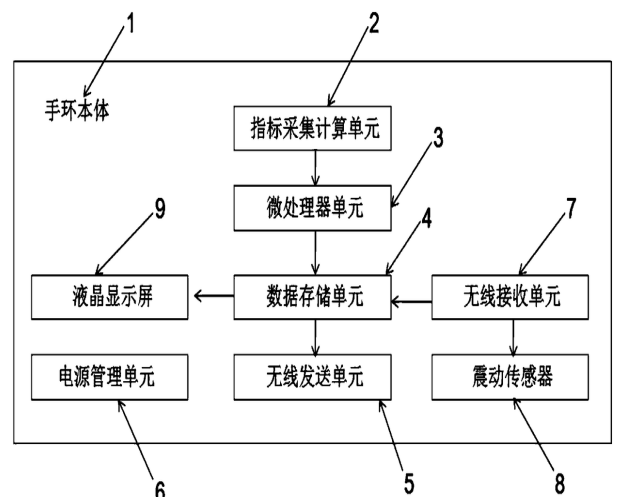 1
2
手环本体
指标采集计算单元
3
微处理器单元
9
4
7
液晶显示屏
数据存储单元
无线接收单元
电源管理单元
无线发送单元
震动传感器
6
5
8